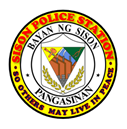 SISON POLICE STATION
BAYAN NG SISON
PANGASINAN
• SO OTHERS MAY LIVE IN PEACE •